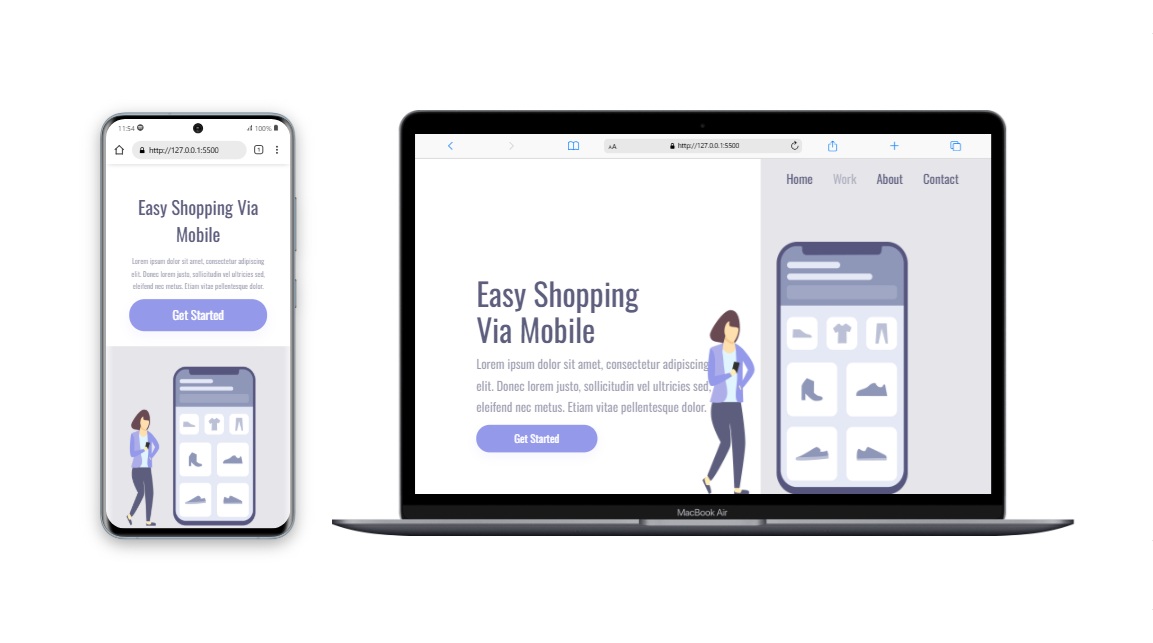 11:54
100%
http://127.0.0.1:5500
1
Easy Shopping Via
Mobile
Lorem ipsum dolor sit amet, consectetur adipiscing
elit. Donec lorem justo, sollicitudin vel ultricies sed,
eleifend nec metus. Etiam vitae pellentesque dolor.
Get Started
AA
http://127.0.0.1:5500
Home Work About Contact
Easy Shopping
Via Mobile
Lorem ipsum dolor sit amet, consectetur adipiscing
elit. Donec lorem justo, sollicitudin vel ultricies sed,
eleifend nec metus. Etiam vitae pellentesque dolor.
Get Started
MacBook Air